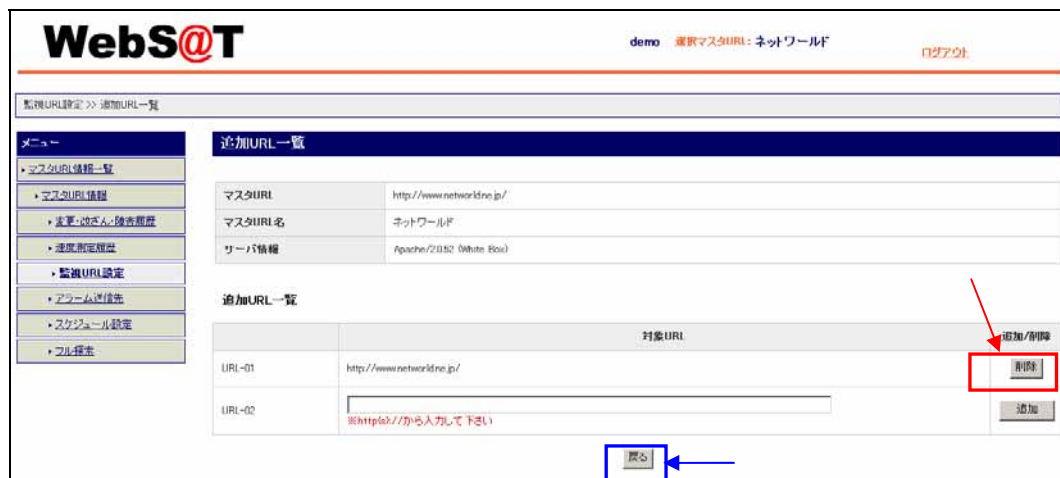 WebS@T
demo 選択マスタURL: ネットワールド
ログアウト
監視URL設定 >> 追加URL一覧
メニュー
マスタURL情報一覧
マスタURL情報
変更・改ざん・障害履歴
速度測定履歴
監視URL設定
アラーム送信先
スケジュール設定
フル探索
追加URL一覧
マスタURL http://www.networld.ne.jp/
マスタURL名 ネットワールド
サーバ情報 Apache/2.0.52 (White Box)
追加URL一覧
対象URL 追加/削除
URL-01 http://www.networld.ne.jp/ 削除
URL-02 追加
※http(s)://から入力して下さい
戻る